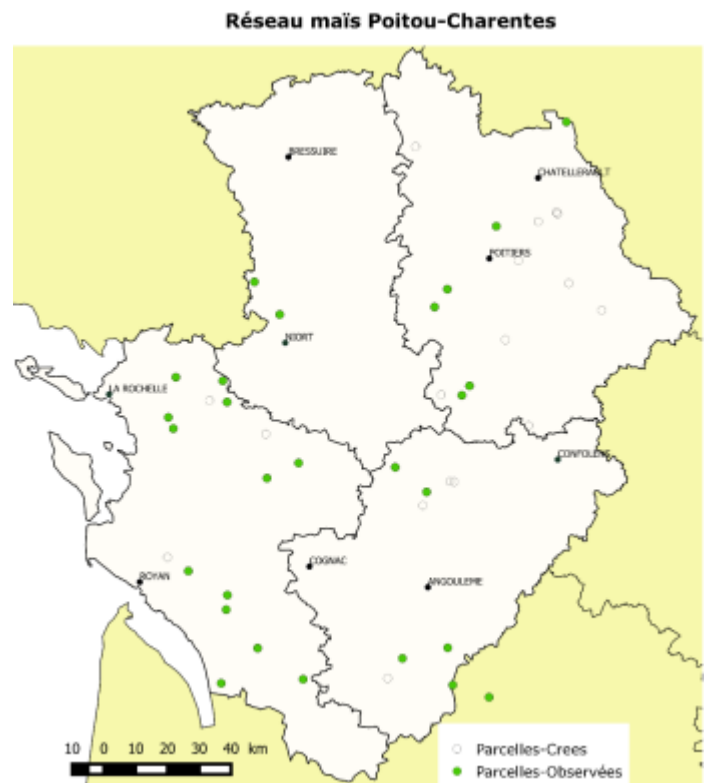 Réseau maïs Poitou-Charentes
BRESSUIRE
CHATELLERAULT
POITIERS
NIORT
LA ROCHELLE
CONFOLENS
COGNAC
ROYAN
ANGOULEME
10 0 10 20 30 40 km
Parcelles-Crees
Parcelles-Observées